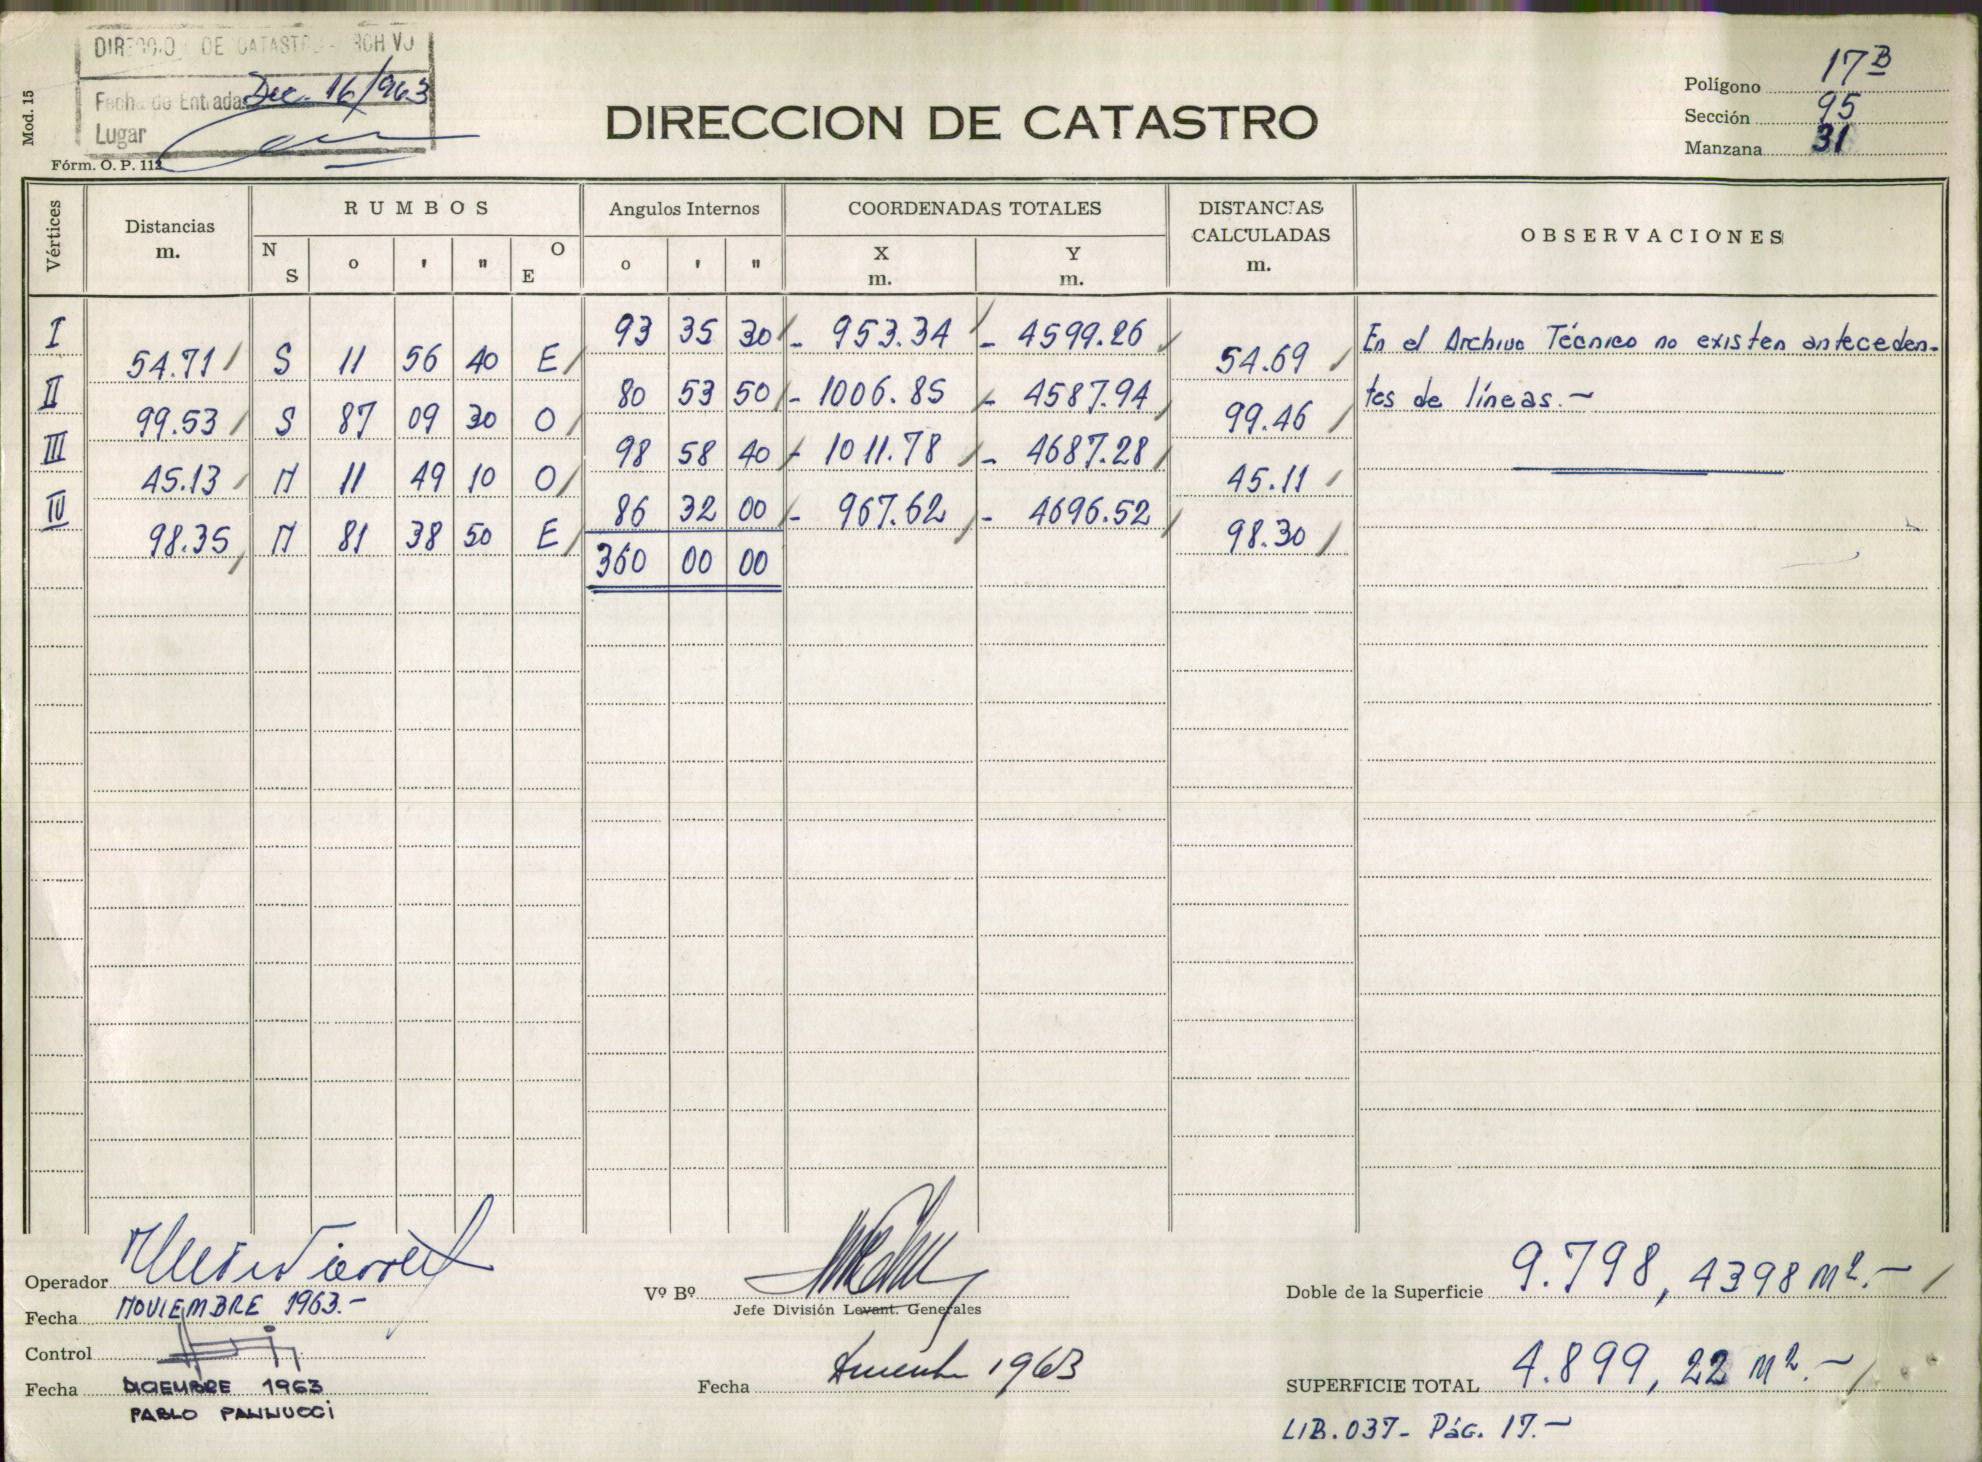 DIRECCION DE CATASTRO - ARCHIVO
Fecha de Entrada Dic. 16/963
Lugar
Mod. 15
Fórm. O. P. 112
DIRECCION DE CATASTRO
Polígono 17B
Sección 95
Manzana 31
Vértices
Distancias m.
RUMBOS
N S o ' " O E
Angulos Internos
o ' "
COORDENADAS TOTALES
X m. Y m.
DISTANCIAS CALCULADAS m.
OBSERVACIONES
I 93 35 30 - 953.34 - 4599.26
54.71 S 11 56 40 E 54.69
II 80 53 50 - 1006.85 - 4587.94
99.53 S 87 09 30 O 99.46
III 98 58 40 - 1011.78 - 4687.28
45.13 N 11 49 10 O 45.11
IV 86 32 00 - 967.62 - 4696.52
98.35 N 81 38 50 E 98.30
360 00 00
En el Archivo Técnico no existen anteceden-
tes de líneas.-
Operador
Fecha NOVIEMBRE 1963.-
Control
Fecha DICIEMBRE 1963
PABLO PANNUCCI
Vº Bº
Jefe División Levant. Generales
Fecha 1963
Doble de la Superficie 9.798,4398 M2.-
SUPERFICIE TOTAL 4.899,22 M2.-
LIB. 037- Pág. 17.-